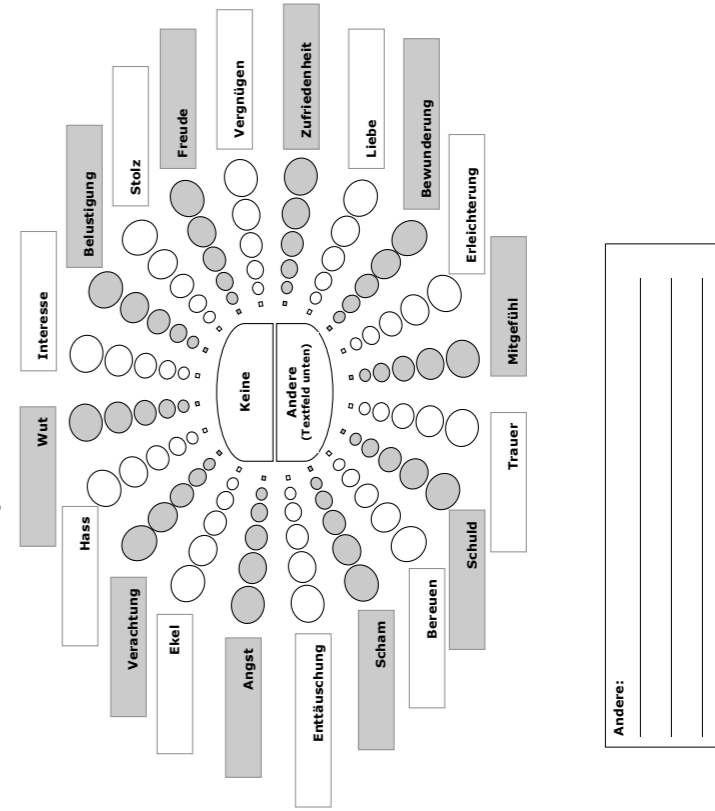 Interesse
Belustigung
Stolz
Freude
Vergnügen
Zufriedenheit
Liebe
Bewunderung
Erleichterung
Mitgefühl
Trauer
Schuld
Bereuen
Scham
Enttäuschung
Angst
Ekel
Verachtung
Hass
Wut
Keine
Andere
(Textfeld unten)
Andere: